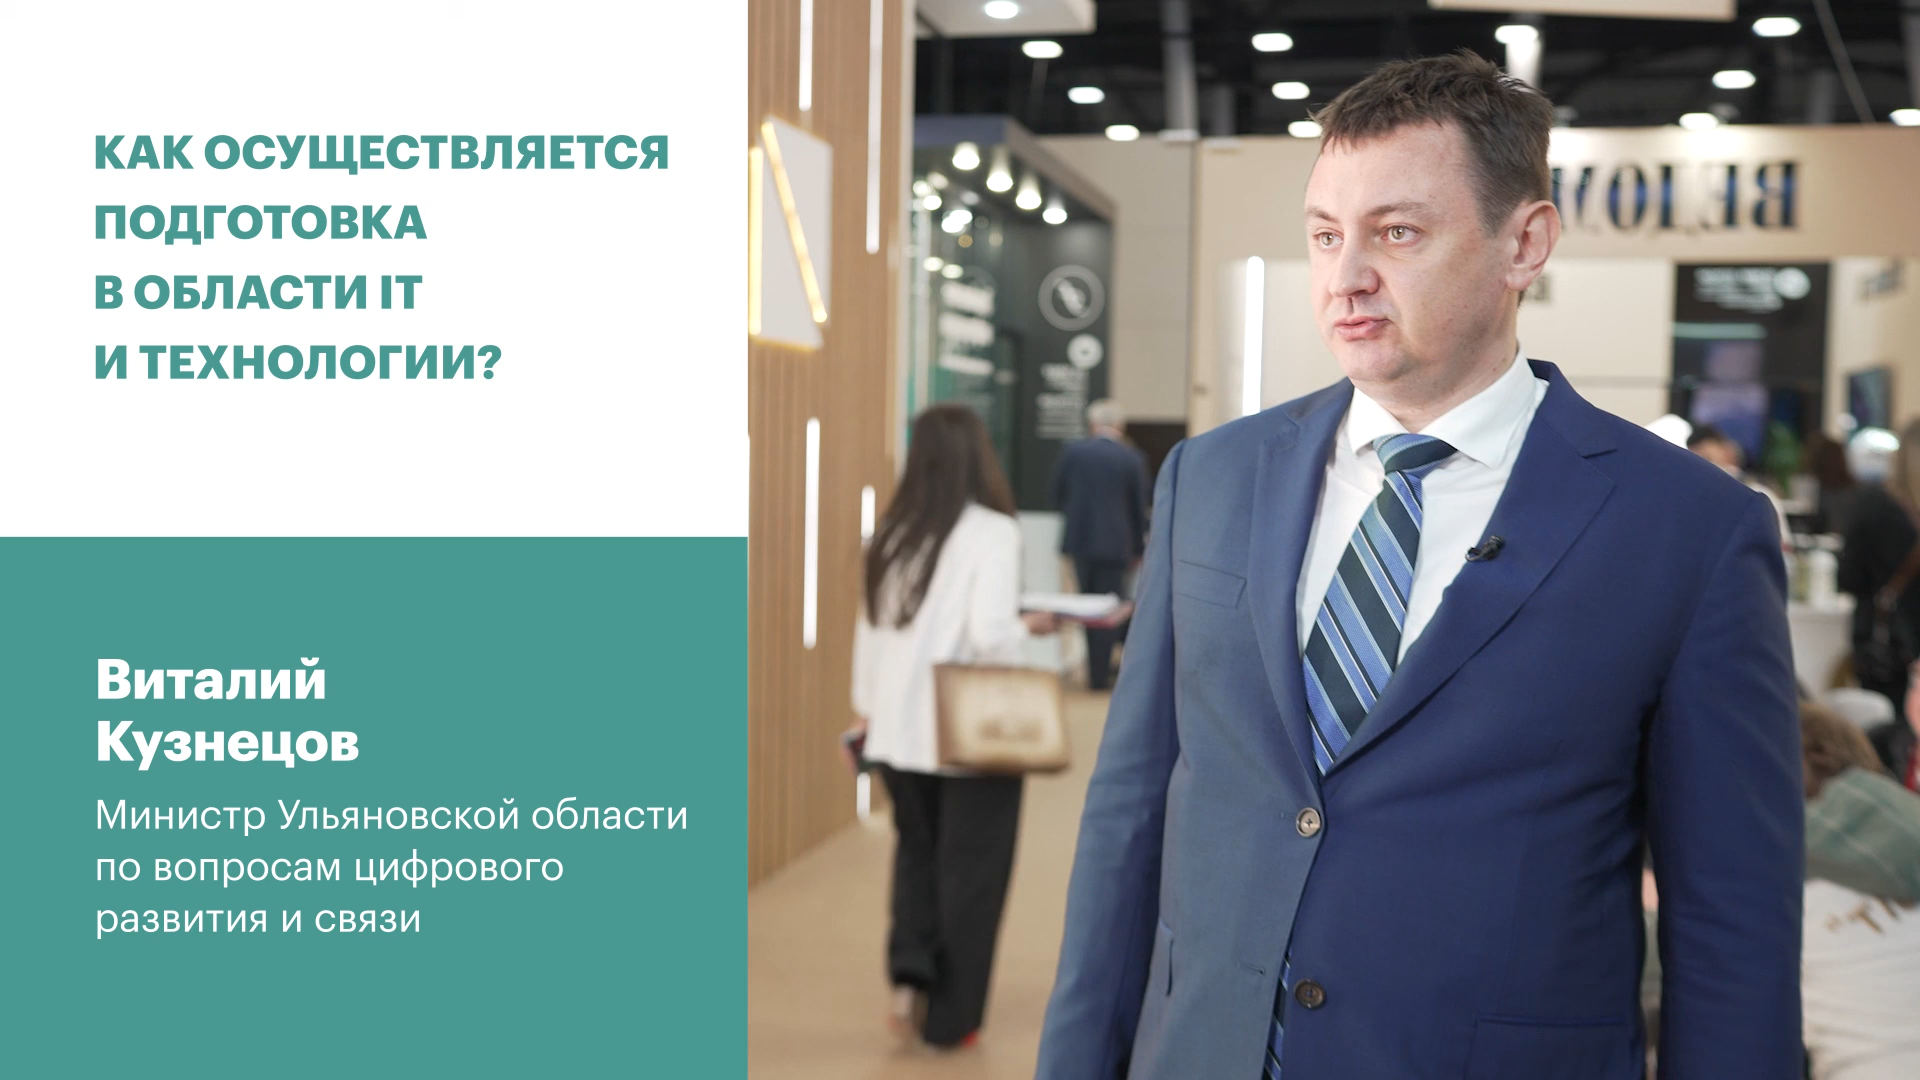 КАК ОСУЩЕСТВЛЯЕТСЯ
ПОДГОТОВКА
В ОБЛАСТИ IT
И ТЕХНОЛОГИИ?
Виталий
Кузнецов
Министр Ульяновской области
по вопросам цифрового
развития и связи